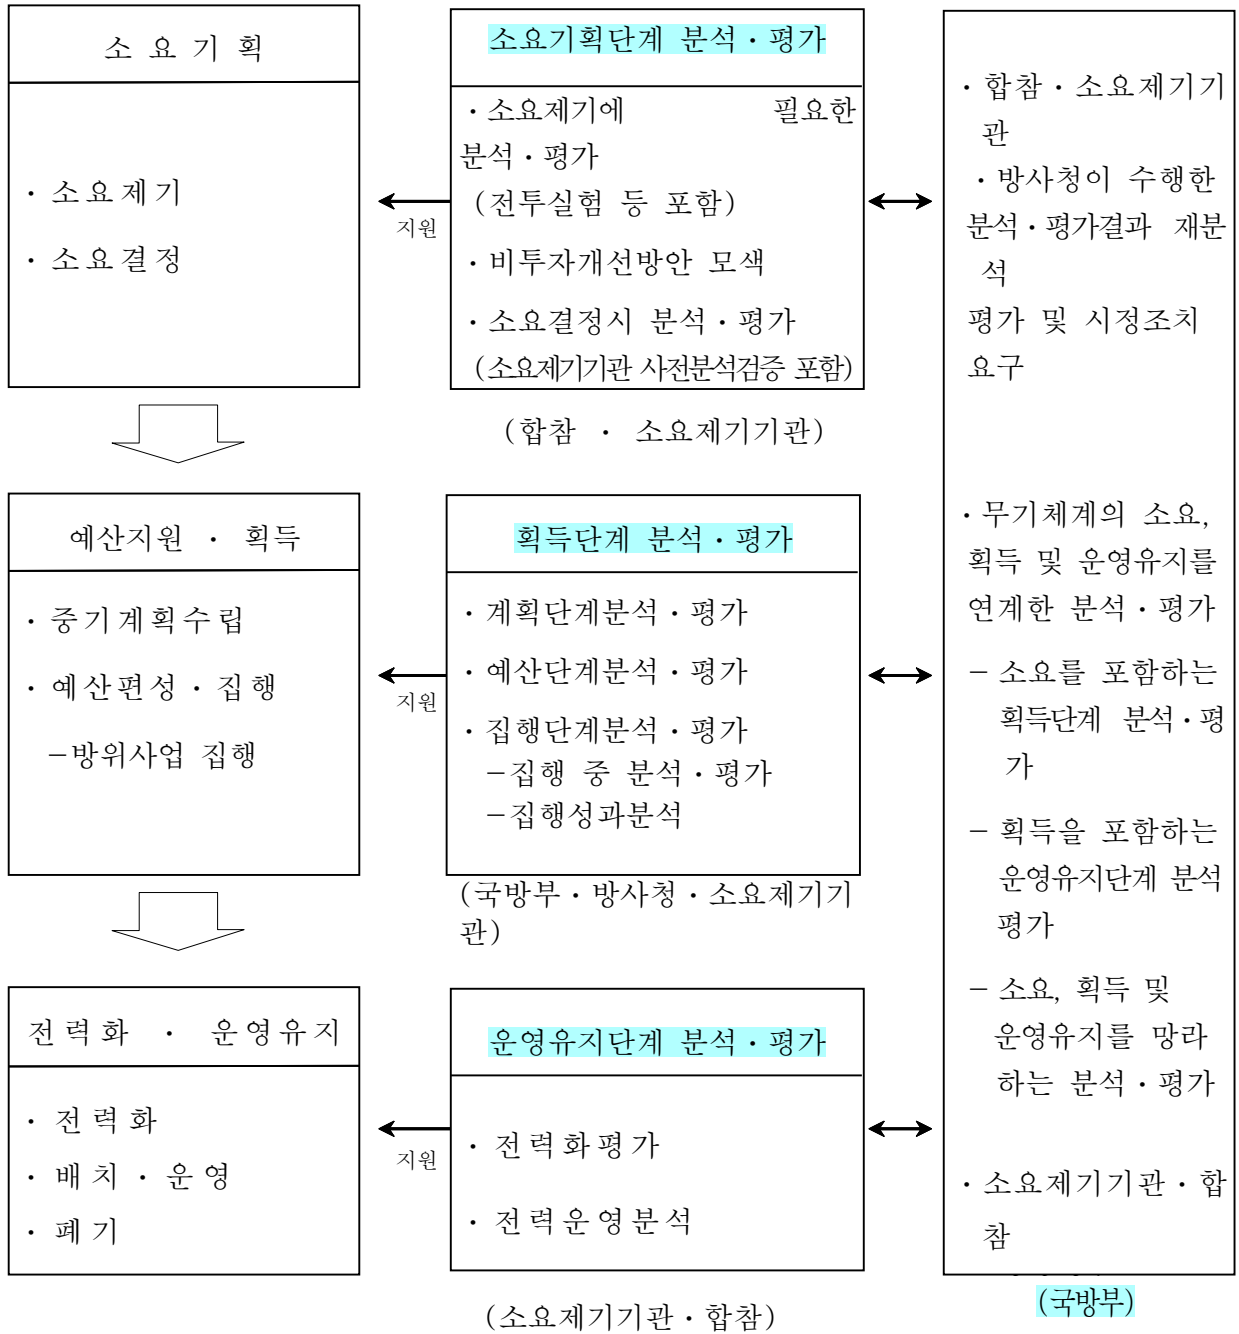 소 요 기 획
· 소요제기
· 소요결정
소요기획단계 분석·평가
·소요제기에 필요한
분석·평가
(전투실험 등 포함)
·비투자개선방안 모색
·소요결정시 분석·평가
(소요제기기관 사전분석검증 포함)
지원
(합참 · 소요제기기관)
예산지원 · 획득
· 중기계획수립
· 예산편성·집행
-방위사업 집행
획득단계 분석·평가
·계획단계분석·평가
·예산단계분석·평가
·집행단계분석·평가
-집행 중 분석·평가
-집행성과분석
지원
(국방부·방사청·소요제기기
관)
전력화 · 운영유지
· 전력화
· 배치·운영
· 폐기
운영유지단계 분석·평가
· 전력화평가
· 전력운영분석
지원
(소요제기기관·합참)
·합참·소요제기기
관
·방사청이 수행한
분석·평가결과 재분
석
평가 및 시정조치
요구
·무기체계의 소요,
획득 및 운영유지를
연계한 분석·평가
- 소요를 포함하는
획득단계 분석·평
가
- 획득을 포함하는
운영유지단계 분석
평가
- 소요, 획득 및
운영유지를 망라
하는 분석·평가
·소요제기기관·합
참
(국방부)